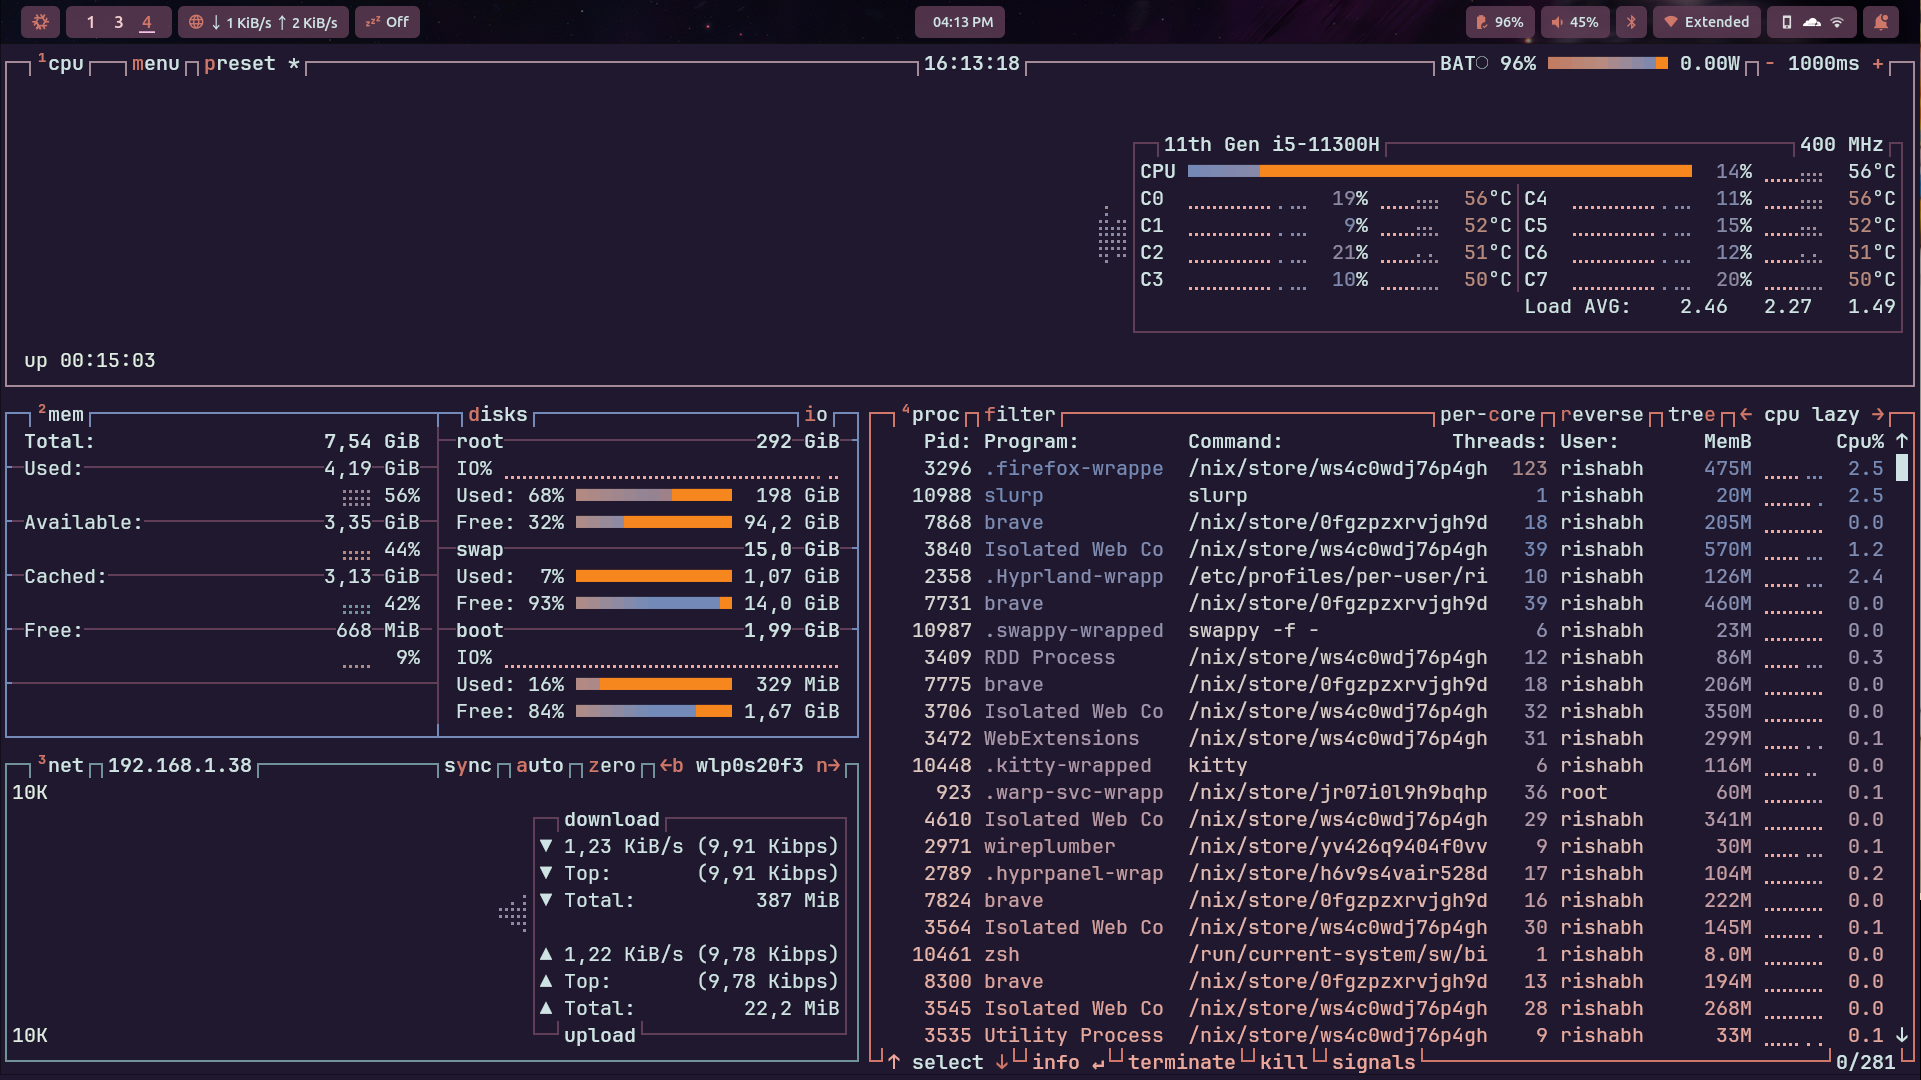 1 3 4 ↓ 1 KiB/s ↑ 2 KiB/s zzz Off 04:13 PM 96% 45% Extended
¹cpu menu preset * 16:13:18 BAT○ 96% 0.00W - 1000ms +
11th Gen i5-11300H 400 MHz
CPU 14% 56°C
C0 19% 56°C C4 11% 56°C
C1 9% 52°C C5 15% 52°C
C2 21% 51°C C6 12% 51°C
C3 10% 50°C C7 20% 50°C
Load AVG: 2.46 2.27 1.49
up 00:15:03
²mem
Total: 7,54 GiB
Used: 4,19 GiB
56%
Available: 3,35 GiB
44%
Cached: 3,13 GiB
42%
Free: 668 MiB
9%
disks io
root 292 GiB
IO%
Used: 68% 198 GiB
Free: 32% 94,2 GiB
swap 15,0 GiB
Used: 7% 1,07 GiB
Free: 93% 14,0 GiB
boot 1,99 GiB
IO%
Used: 16% 329 MiB
Free: 84% 1,67 GiB
³net 192.168.1.38 sync auto zero ←b wlp0s20f3 n→
10K
download
▼ 1,23 KiB/s (9,91 Kibps)
▼ Top: (9,91 Kibps)
▼ Total: 387 MiB
▲ 1,22 KiB/s (9,78 Kibps)
▲ Top: (9,78 Kibps)
▲ Total: 22,2 MiB
upload
10K
⁴proc filter per-core reverse tree ← cpu lazy →
Pid: Program: Command: Threads: User: MemB Cpu% ↑
3296 .firefox-wrappe /nix/store/ws4c0wdj76p4gh 123 rishabh 475M 2.5
10988 slurp slurp 1 rishabh 20M 2.5
7868 brave /nix/store/0fgzpzxrvjgh9d 18 rishabh 205M 0.0
3840 Isolated Web Co /nix/store/ws4c0wdj76p4gh 39 rishabh 570M 1.2
2358 .Hyprland-wrapp /etc/profiles/per-user/ri 10 rishabh 126M 2.4
7731 brave /nix/store/0fgzpzxrvjgh9d 39 rishabh 460M 0.0
10987 .swappy-wrapped swappy -f - 6 rishabh 23M 0.0
3409 RDD Process /nix/store/ws4c0wdj76p4gh 12 rishabh 86M 0.3
7775 brave /nix/store/0fgzpzxrvjgh9d 18 rishabh 206M 0.0
3706 Isolated Web Co /nix/store/ws4c0wdj76p4gh 32 rishabh 350M 0.0
3472 WebExtensions /nix/store/ws4c0wdj76p4gh 31 rishabh 299M 0.1
10448 .kitty-wrapped kitty 6 rishabh 116M 0.0
923 .warp-svc-wrapp /nix/store/jr07i0l9h9bqhp 36 root 60M 0.1
4610 Isolated Web Co /nix/store/ws4c0wdj76p4gh 29 rishabh 341M 0.0
2971 wireplumber /nix/store/yv426q9404f0vv 9 rishabh 30M 0.1
2789 .hyprpanel-wrap /nix/store/h6v9s4vair528d 17 rishabh 104M 0.2
7824 brave /nix/store/0fgzpzxrvjgh9d 16 rishabh 222M 0.0
3564 Isolated Web Co /nix/store/ws4c0wdj76p4gh 30 rishabh 145M 0.1
10461 zsh /run/current-system/sw/bi 1 rishabh 8.0M 0.0
8300 brave /nix/store/0fgzpzxrvjgh9d 13 rishabh 194M 0.0
3545 Isolated Web Co /nix/store/ws4c0wdj76p4gh 28 rishabh 268M 0.0
3535 Utility Process /nix/store/ws4c0wdj76p4gh 9 rishabh 33M 0.1 ↓
↑ select ↓ info ↵ terminate kill signals 0/281